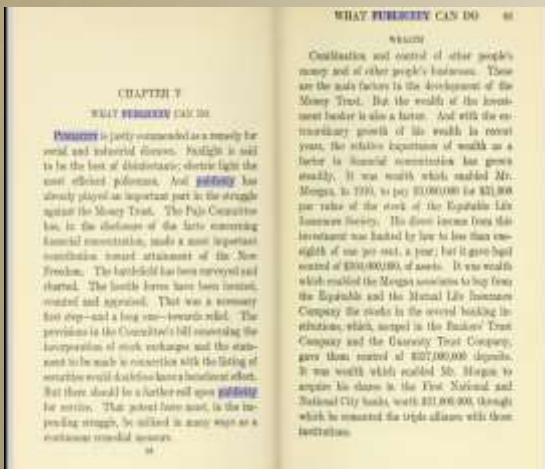 CHAPTER V
WHAT PUBLICITY CAN DO
PUBLICITY is justly commended as a remedy for
social and industrial diseases. Sunlight is said
to be the best of disinfectants; electric light the
most efficient policeman. And publicity has
already played an important part in the struggle
against the Money Trust. The Pujo Committee
has, in the disclosure of the facts concerning
financial concentration, made a most important
contribution toward attainment of the New
Freedom. The battlefield has been surveyed and
charted. The hostile forces have been located,
counted and appraised. That was a necessary
first step—and a long one—towards relief. The
provisions in the Committee's bill concerning the
incorporation of stock exchanges and the state-
ment to be made in connection with the listing of
securities would doubtless have a beneficent effect.
But there should be a further call upon publicity
for service. That potent force must, in the im-
pending struggle, be utilized in many ways as a
continuous remedial measure.
WHAT PUBLICITY CAN DO
WEALTH
Combination and control of other people's
money and of other people's businesses. These
are the main factors in the development of the
Money Trust. But the wealth of the invest-
ment banker is also a factor. And with the ex-
traordinary growth of his wealth in recent
years, the relative importance of wealth as a
factor in financial concentration has grown
steadily. It was wealth which enabled Mr.
Morgan, in 1910, to pay $3,000,000 for $51,000
par value of the stock of the Equitable Life
Insurance Society. His direct income from this
investment was limited by law to less than one-
eighth of one per cent. a year; but it gave legal
control of $504,000,000, of assets. It was wealth
which enabled the Morgan associates to buy from
the Equitable and the Mutual Life Insurance
Company the stocks in the several banking in-
stitutions, which, merged in the Bankers' Trust
Company and the Guaranty Trust Company,
gave them control of $357,000,000 deposits.
It was wealth which enabled Mr. Morgan to
acquire his shares in the First National and
National City banks, worth $21,000,000, through
which he cemented the triple alliance with those
institutions.